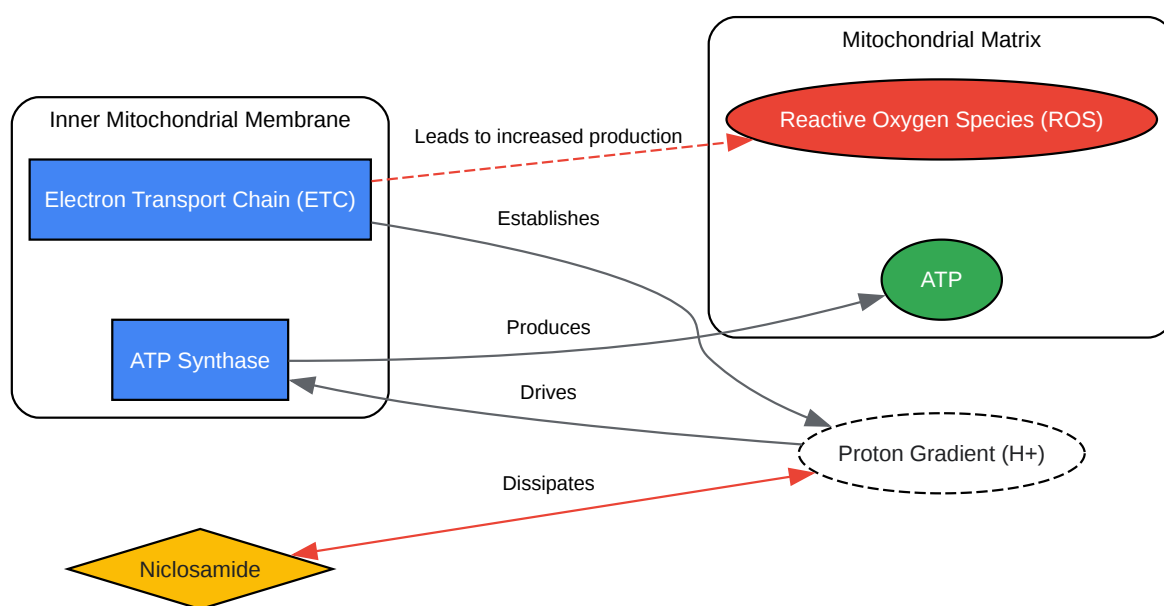 Mitochondrial Matrix
Reactive Oxygen Species (ROS)
Inner Mitochondrial Membrane
Leads to increased production
Electron Transport Chain (ETC)
Establishes
ATP
Produces
ATP Synthase
Drives
Proton Gradient (H+)
Dissipates
Niclosamide